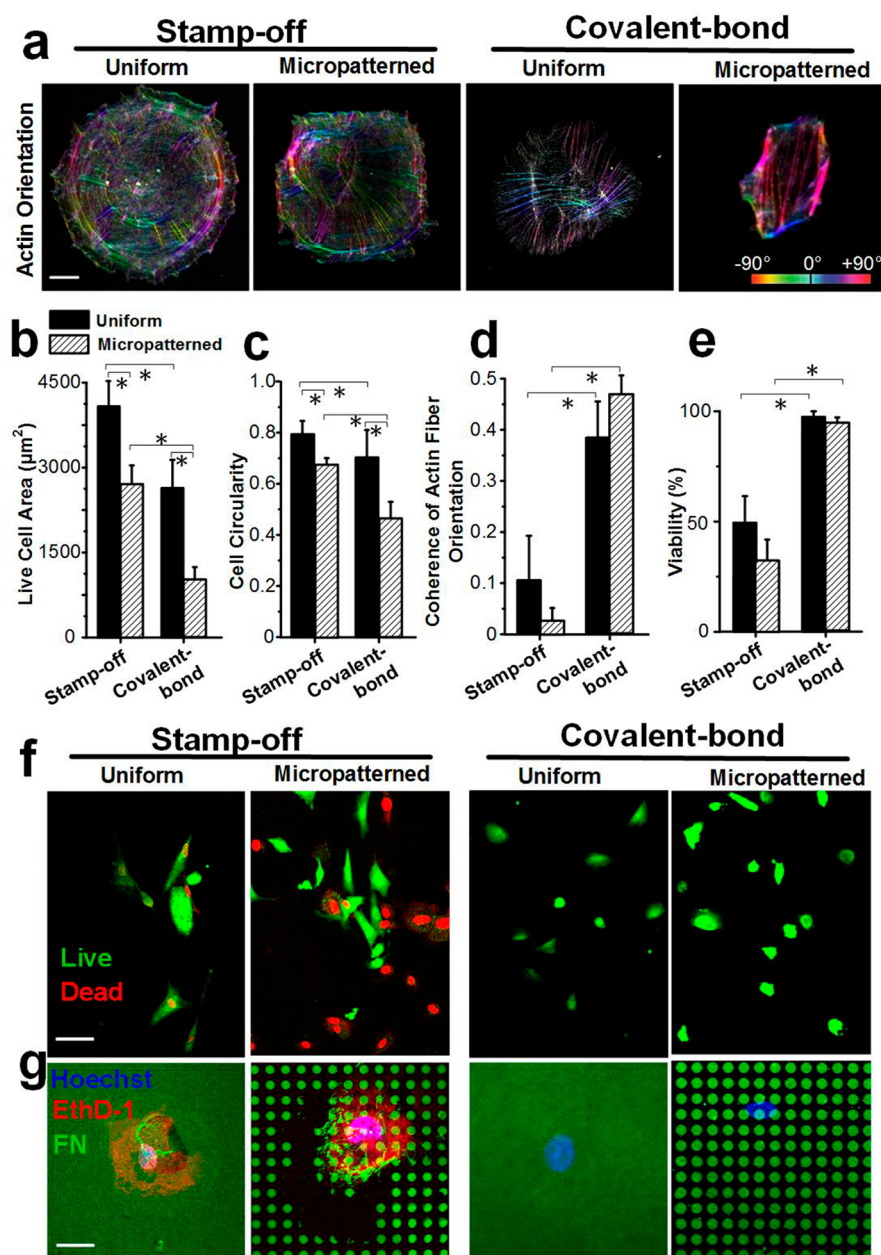 a
Stamp-off
Covalent-bond
Uniform
Micropatterned
Uniform
Micropatterned
Actin Orientation
-90° 0° +90°
Uniform
Micropatterned
b
Live Cell Area (µm²)
4500
3000
1500
0
* *
*
*
Stamp-off
Covalent-bond
c
Cell Circularity
1.0
0.8
0.6
0.4
0.2
0.0
* *
* *
Stamp-off
Covalent-bond
d
Coherence of Actin Fiber
Orientation
0.5
0.4
0.3
0.2
0.1
0
*
*
Stamp-off
Covalent-bond
e
Viability (%)
100
50
0
*
*
Stamp-off
Covalent-bond
f
Stamp-off
Covalent-bond
Uniform
Micropatterned
Uniform
Micropatterned
Live
Dead
g
Hoechst
EthD-1
FN